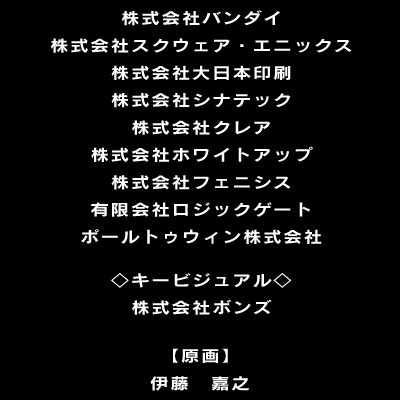 株式会社バンダイ
株式会社スクウェア・エニックス
株式会社大日本印刷
株式会社シナテック
株式会社クレア
株式会社ホワイトアップ
株式会社フェニシス
有限会社ロジックゲート
ポールトゥウィン株式会社
◇キービジュアル◇
株式会社ボンズ
【原画】
伊藤　嘉之